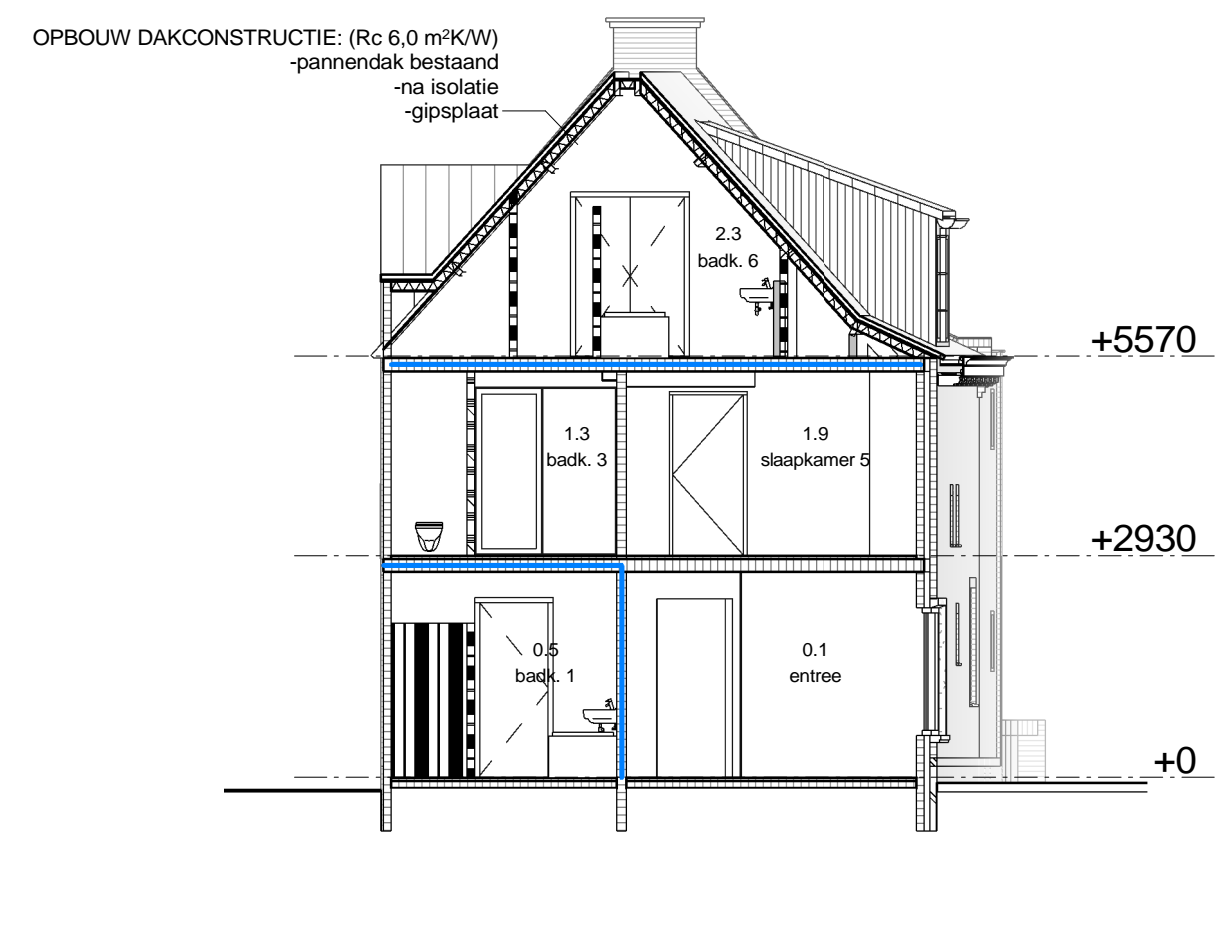 OPBOUW DAKCONSTRUCTIE: (Rc 6,0 m²K/W)
-pannendak bestaand
-na isolatie
-gipsplaat
2.3
badk. 6
+5570
1.3
badk. 3
1.9
slaapkamer 5
+2930
0.5
badk. 1
0.1
entree
+0